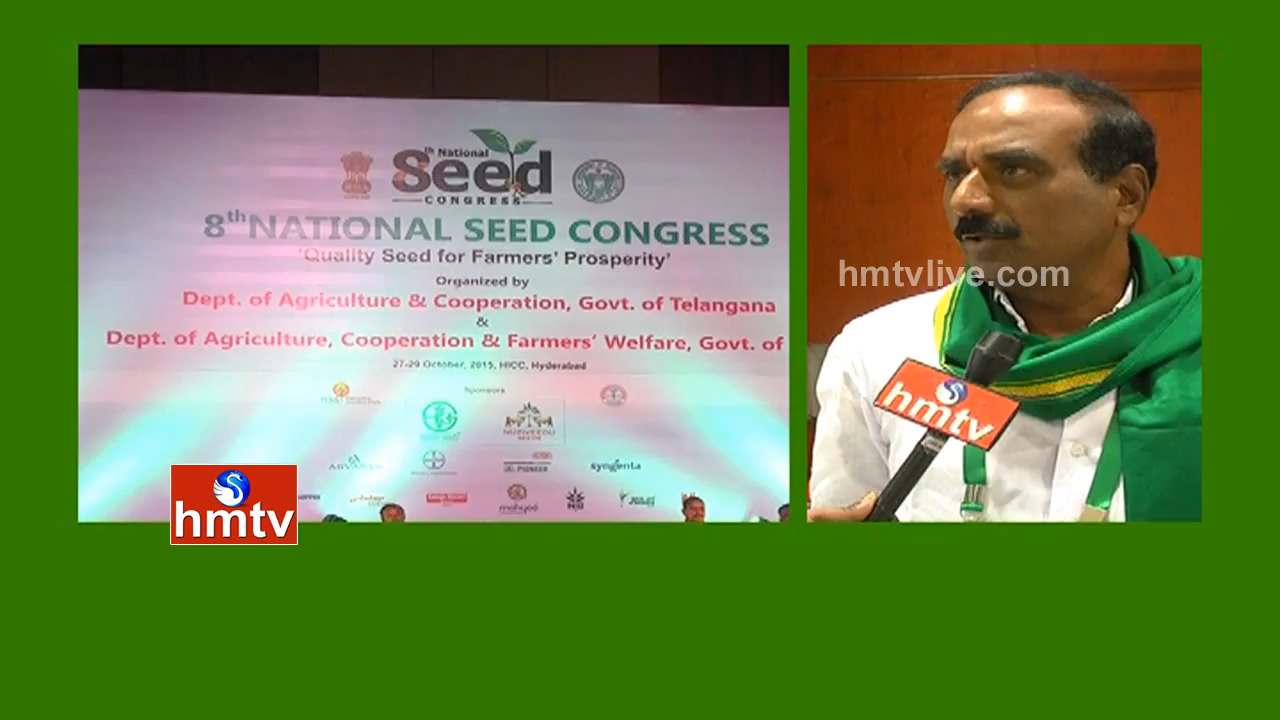 8th National
Seed
CONGRESS
8th NATIONAL SEED CONGRESS
'Quality Seed for Farmers' Prosperity'
Organized by
Dept. of Agriculture & Cooperation, Govt. of Telangana
&
Dept. of Agriculture, Cooperation & Farmers' Welfare, Govt. of
27-29 October, 2015, HICC, Hyderabad
Sponsors
NUZIVEEDU
PIONEER
syngenta
mahyco
hmtvlive.com
hmtv
hmtv